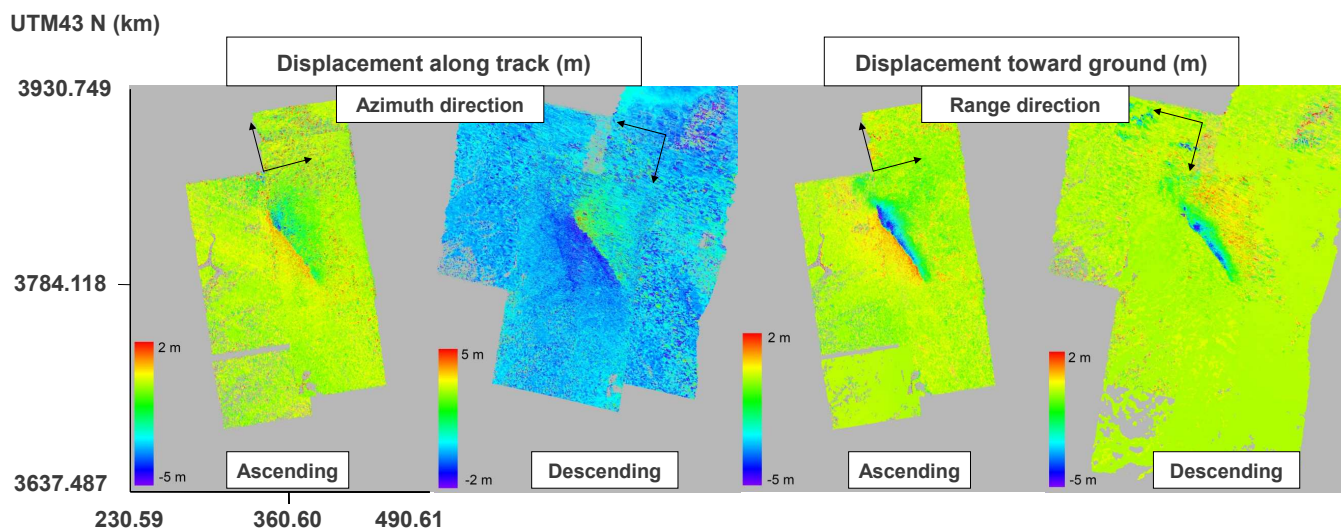 UTM43 N (km)
Displacement along track (m)
Displacement toward ground (m)
3930.749
Azimuth direction
Range direction
3784.118
2 m
-5 m
5 m
-2 m
2 m
-5 m
2 m
-5 m
Ascending
Descending
Ascending
Descending
3637.487
230.59
360.60
490.61